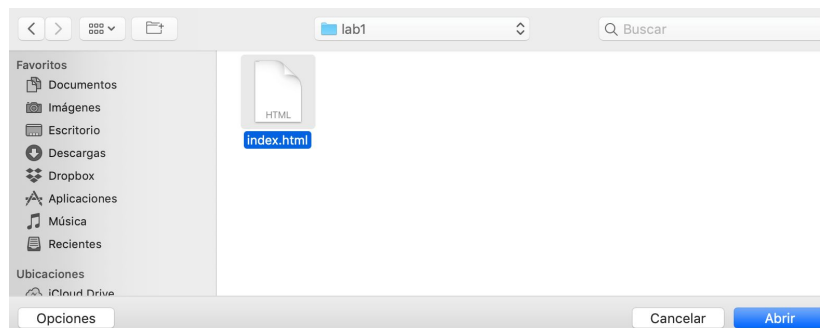 lab1
Buscar
Favoritos
Documentos
Imágenes
Escritorio
Descargas
Dropbox
Aplicaciones
Música
Recientes
Ubicaciones
iCloud Drive
HTML
index.html
Opciones
Cancelar
Abrir